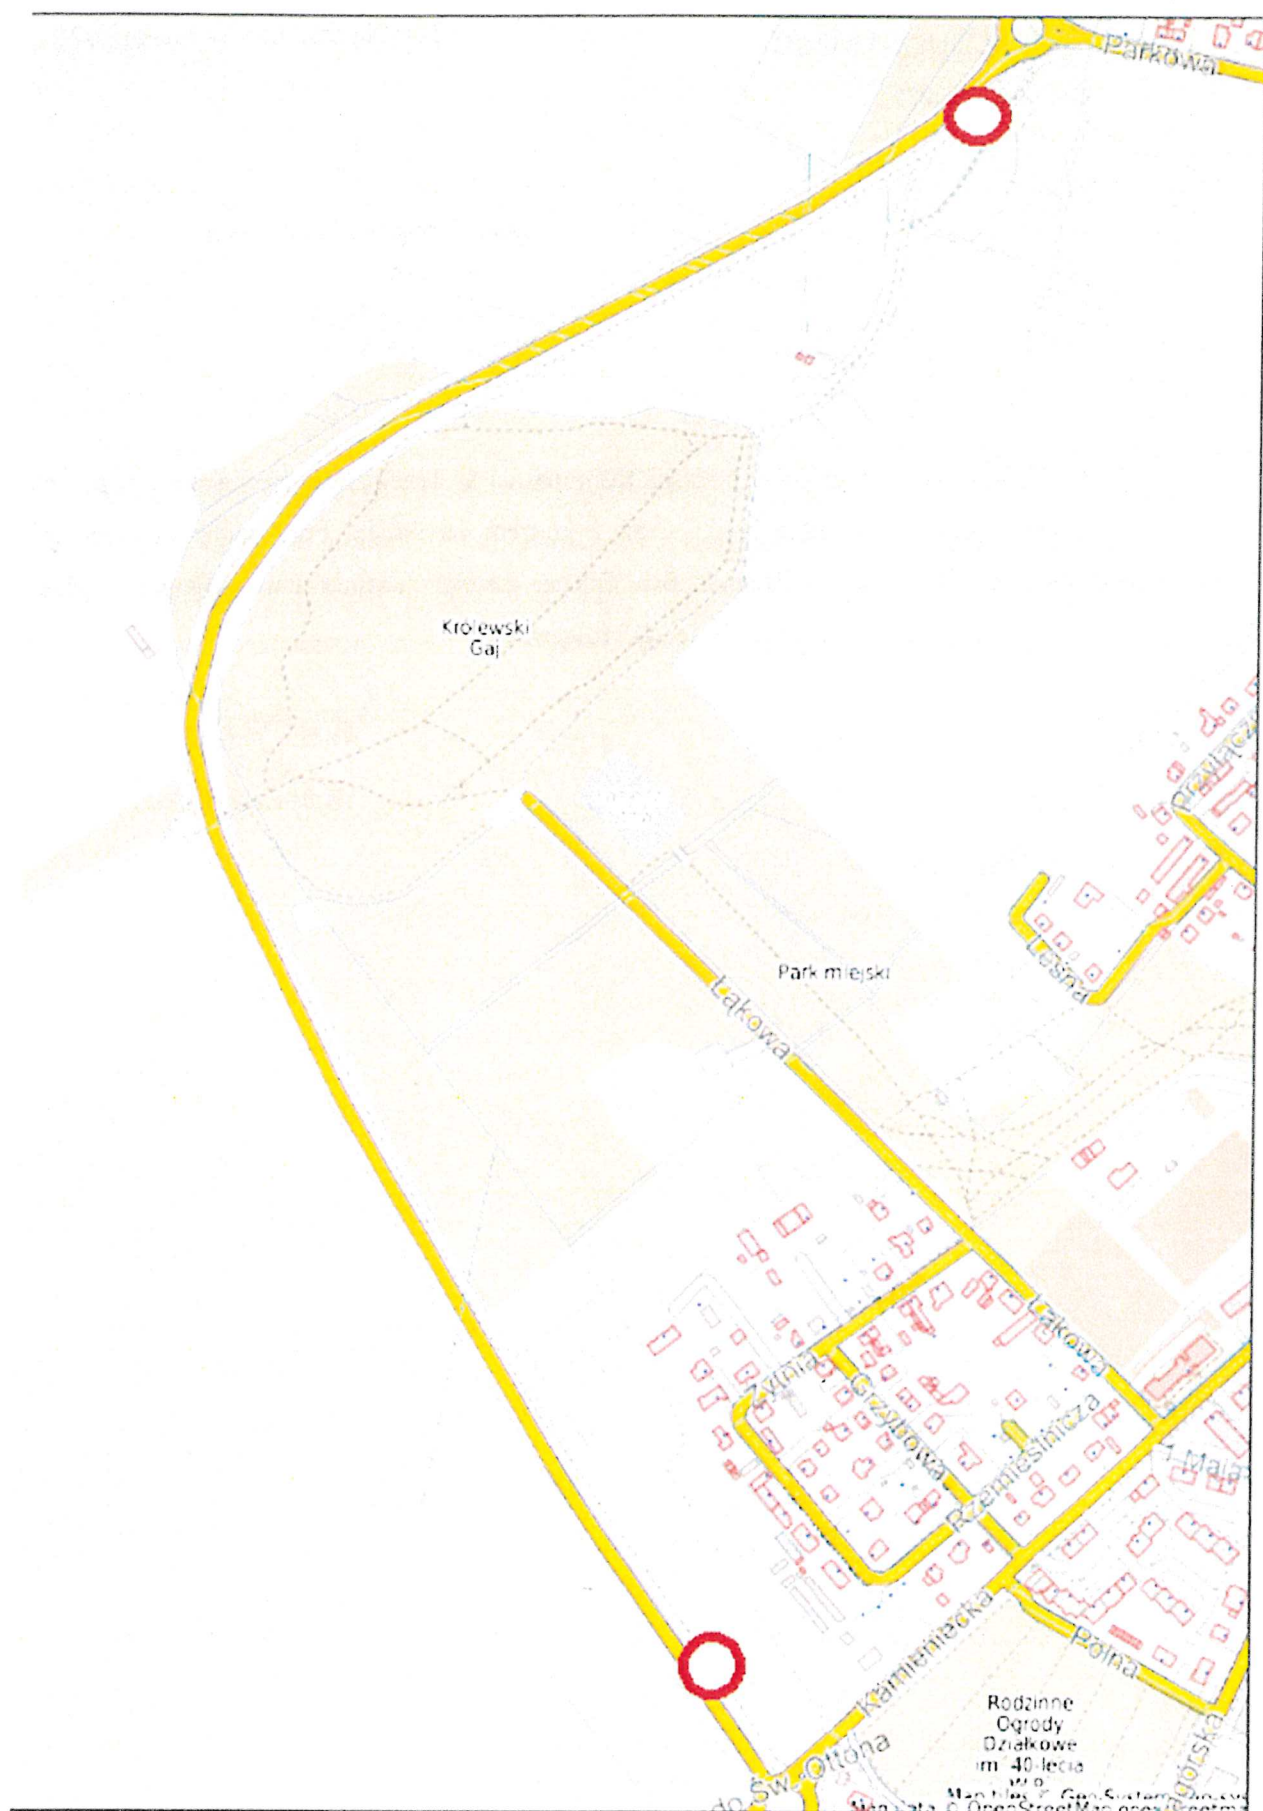 Parkowa
Królewski
Gaj
Park miejski
Łąkowa
Leśna
Łąkowa
Żytnia
Grzybowa
Rzemieślnicza
1 Maja
Kamieniecka
Polna
Rodzinne
Ogrody
Działkowe
im 40-lecia
Św. Ottona